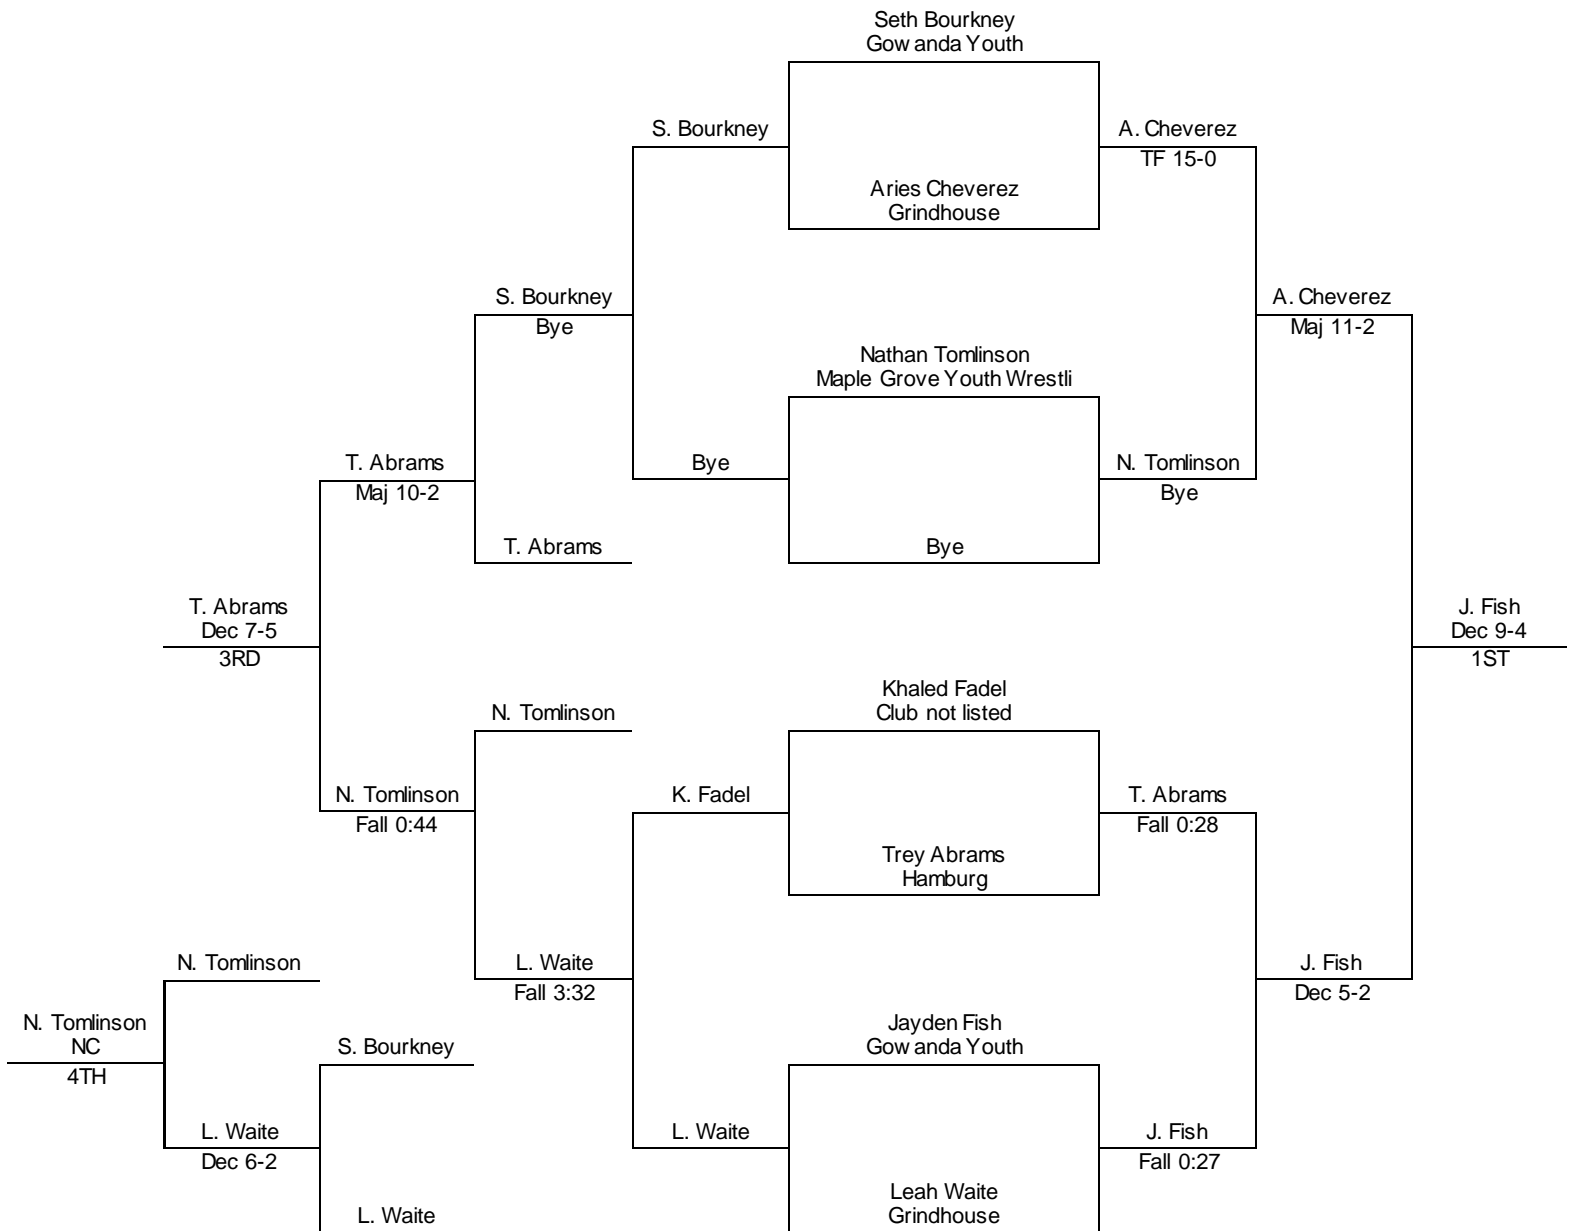 Seth Bourkney
Gowanda Youth
S. Bourkney
A. Cheverez
TF 15-0
Aries Cheverez
Grindhouse
S. Bourkney
Bye
A. Cheverez
Maj 11-2
Nathan Tomlinson
Maple Grove Youth Wrestli
T. Abrams
Maj 10-2
Bye
N. Tomlinson
Bye
T. Abrams
Bye
T. Abrams
Dec 7-5
3RD
J. Fish
Dec 9-4
1ST
Khaled Fadel
Club not listed
N. Tomlinson
N. Tomlinson
Fall 0:44
K. Fadel
T. Abrams
Fall 0:28
Trey Abrams
Hamburg
N. Tomlinson
L. Waite
Fall 3:32
J. Fish
Dec 5-2
N. Tomlinson
NC
4TH
S. Bourkney
Jayden Fish
Gowanda Youth
L. Waite
Dec 6-2
L. Waite
J. Fish
Fall 0:27
L. Waite
Leah Waite
Grindhouse